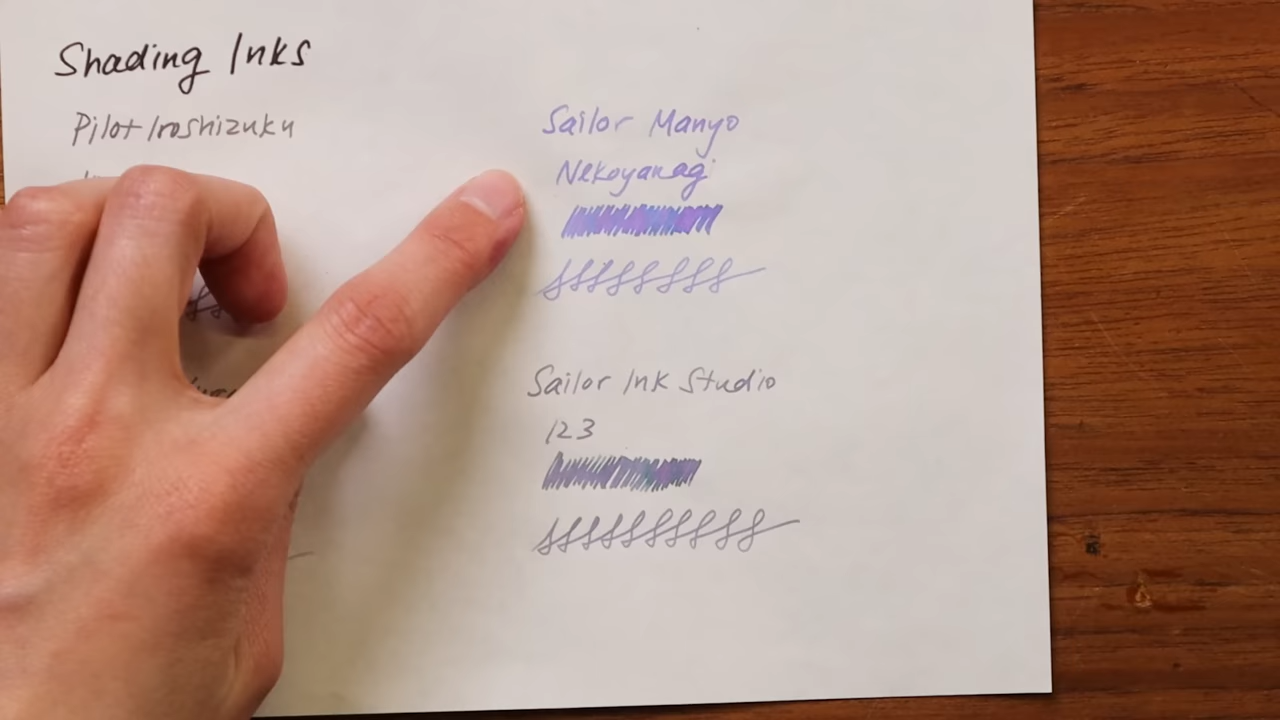 Shading Inks
Pilot Iroshizuku
Sailor Manyo
Nekoyanagi
Sailor Ink Studio
123